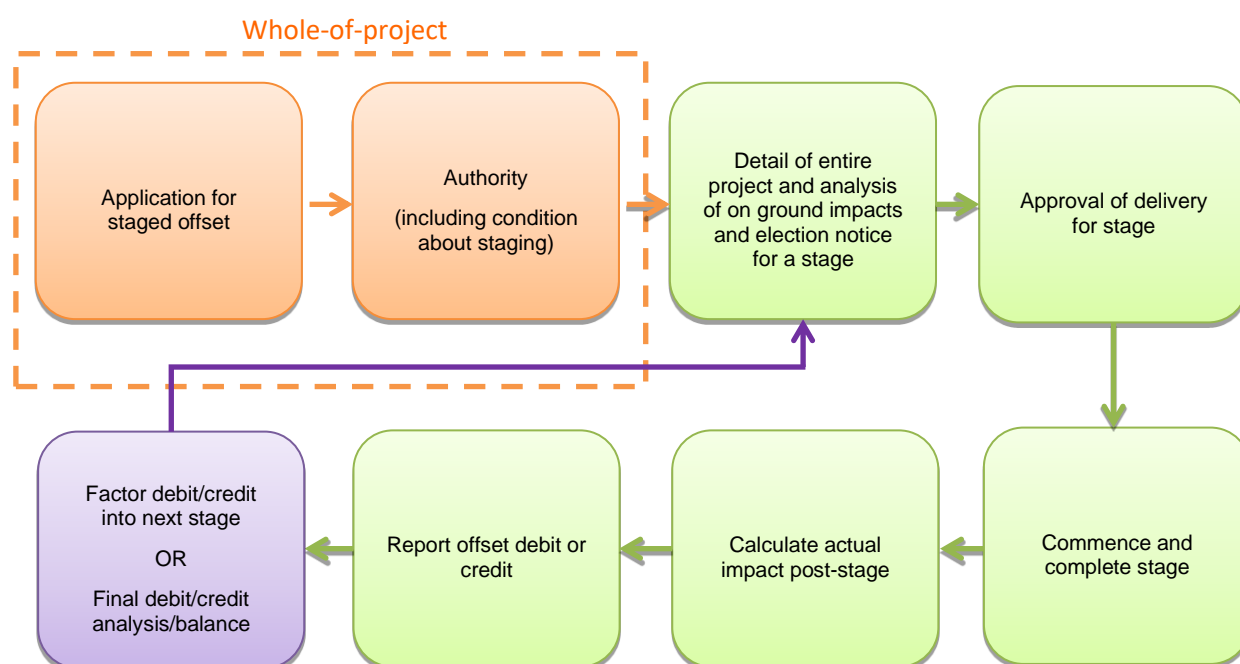 Whole-of-project
Application for
staged offset
Authority
(including condition
about staging)
Detail of entire
project and analysis
of on ground impacts
and election notice
for a stage
Approval of delivery
for stage
Factor debit/credit
into next stage
OR
Final debit/credit
analysis/balance
Report offset debit or
credit
Calculate actual
impact post-stage
Commence and
complete stage